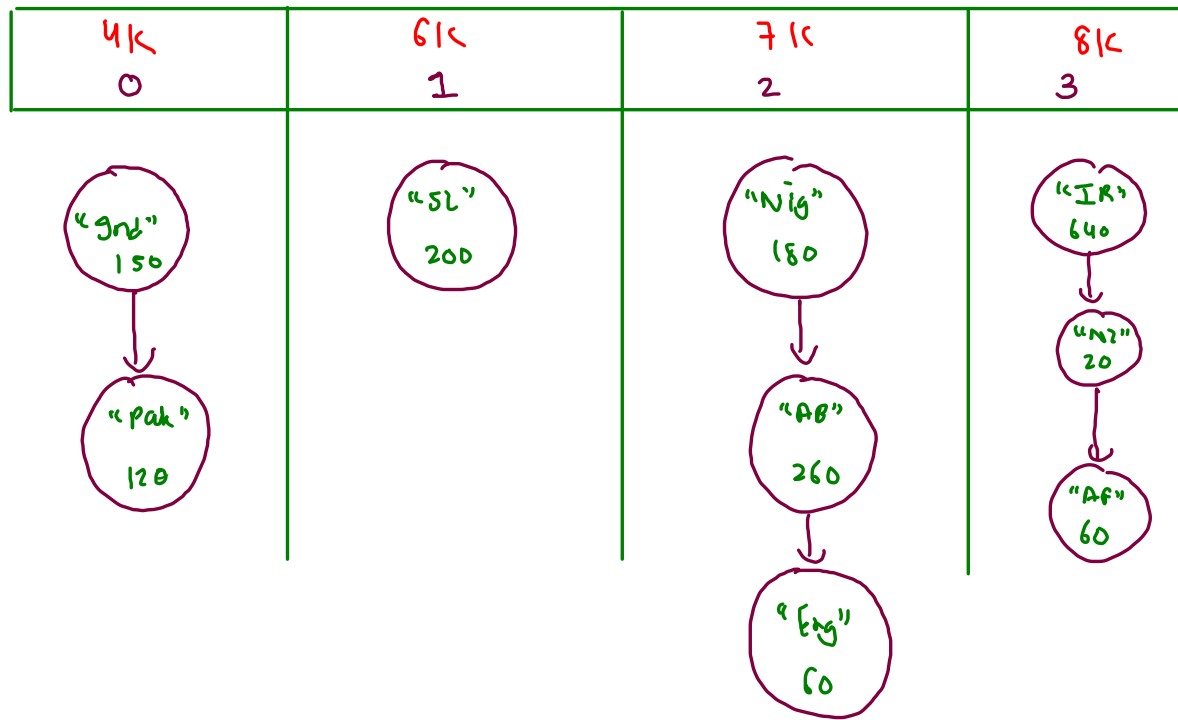 4K 6K 7K 8K
0 1 2 3
"Ind" "SL" "Nig" "IR"
150 200 180 640
"NZ"
20
"Pak" "AB" "AF"
120 260 60
"Eng"
60